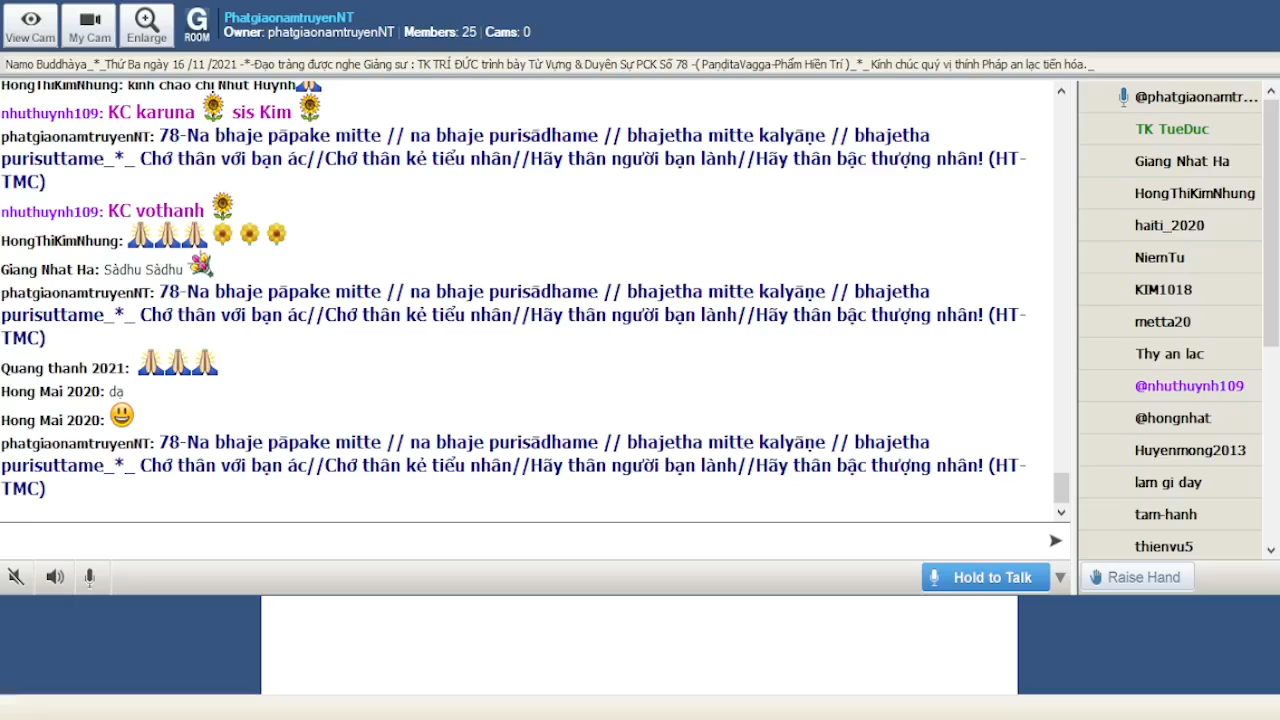 View Cam
My Cam
Enlarge
G
ROOM
PhatgiaonamtruyenNT
Owner: phatgiaonamtruyenNT | Members: 25 | Cams: 0
Namo Buddhàya_*_Thứ Ba ngày 16 /11 /2021 -*-Đạo tràng được nghe Giảng sư : TK TRÍ ĐỨC trình bày Từ Vựng & Duyên Sự PCK Số 78 -( PaṇḍitaVagga-Phẩm Hiền Trí )_*_ Kính chúc quý vị thính Pháp an lạc tiến hóa._
HongThiKimNhung: kính chào chị Như Huỳnh
nhuthuynh109: KC karuna sis Kim
phatgiaonamtruyenNT: 78-Na bhaje pāpake mitte // na bhaje purisādhame // bhajetha mitte kalyāṇe // bhajetha
purisuttame_*_ Chớ thân với bạn ác//Chớ thân kẻ tiểu nhân//Hãy thân người bạn lành//Hãy thân bậc thượng nhân! (HT-
TMC)
nhuthuynh109: KC vothanh
HongThiKimNhung:
Giang Nhat Ha: Sàdhu Sàdhu
phatgiaonamtruyenNT: 78-Na bhaje pāpake mitte // na bhaje purisādhame // bhajetha mitte kalyāṇe // bhajetha
purisuttame_*_ Chớ thân với bạn ác//Chớ thân kẻ tiểu nhân//Hãy thân người bạn lành//Hãy thân bậc thượng nhân! (HT-
TMC)
Quang thanh 2021:
Hong Mai 2020: dạ
Hong Mai 2020:
phatgiaonamtruyenNT: 78-Na bhaje pāpake mitte // na bhaje purisādhame // bhajetha mitte kalyāṇe // bhajetha
purisuttame_*_ Chớ thân với bạn ác//Chớ thân kẻ tiểu nhân//Hãy thân người bạn lành//Hãy thân bậc thượng nhân! (HT-
TMC)
@phatgiaonamtr...
TK TueDuc
Giang Nhat Ha
HongThiKimNhung
haiti_2020
NiemTu
KIM1018
metta20
Thy an lac
@nhuthuynh109
@hongnhat
Huyenmong2013
lam gi day
tam-hanh
thienvu5
Hold to Talk
Raise Hand